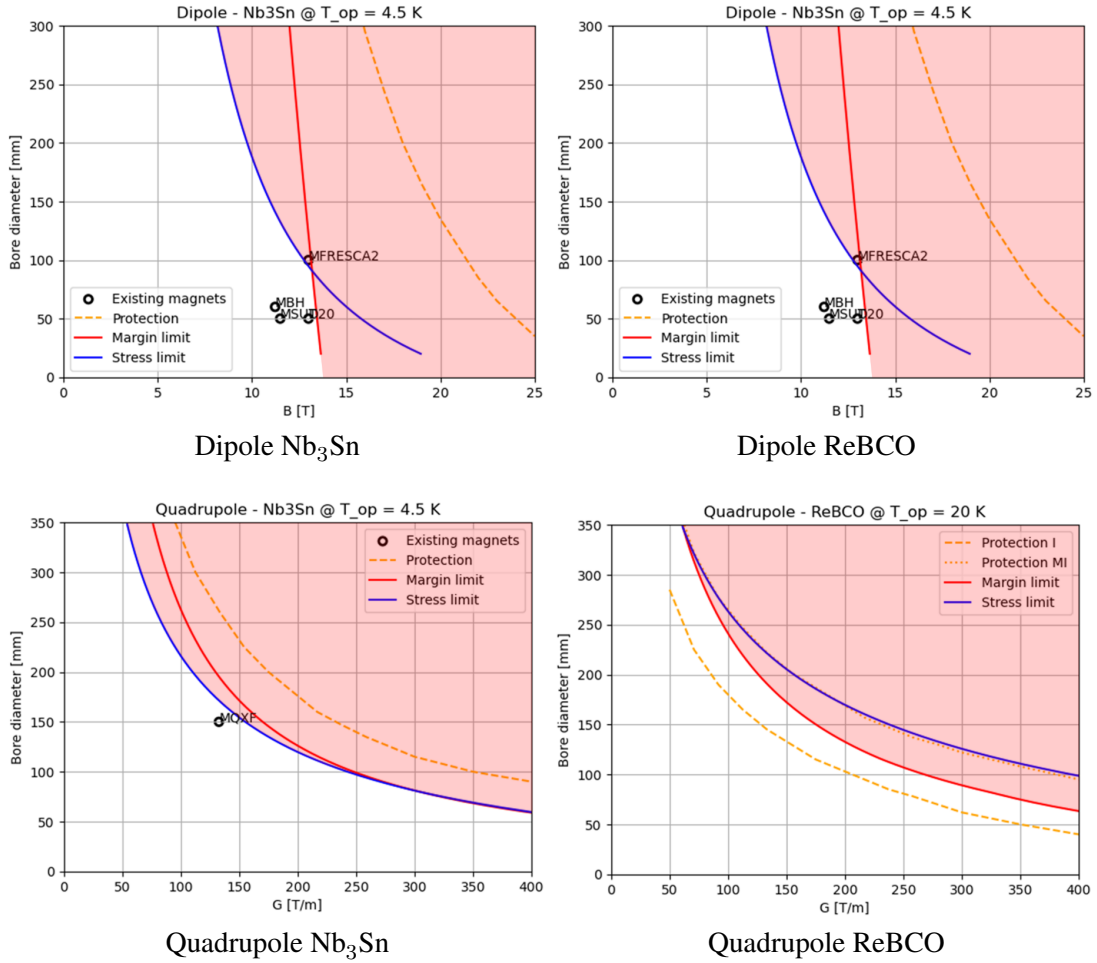 Dipole - Nb3Sn @ T_op = 4.5 K
300
250
200
150
100
50
0
Bore diameter [mm]
MFRESCA2
MBH
MSUT
D20
Existing magnets
Protection
Margin limit
Stress limit
0 5 10 15 20 25
B [T]
Dipole Nb₃Sn
Dipole - Nb3Sn @ T_op = 4.5 K
300
250
200
150
100
50
0
Bore diameter [mm]
MFRESCA2
MBH
MSUT
D20
Existing magnets
Protection
Margin limit
Stress limit
0 5 10 15 20 25
B [T]
Dipole ReBCO
Quadrupole - Nb3Sn @ T_op = 4.5 K
350
300
250
200
150
100
50
0
Bore diameter [mm]
Existing magnets
Protection
Margin limit
Stress limit
MQXF
0 50 100 150 200 250 300 350 400
G [T/m]
Quadrupole Nb₃Sn
Quadrupole - ReBCO @ T_op = 20 K
350
300
250
200
150
100
50
0
Bore diameter [mm]
Protection I
Protection MI
Margin limit
Stress limit
0 50 100 150 200 250 300 350 400
G [T/m]
Quadrupole ReBCO